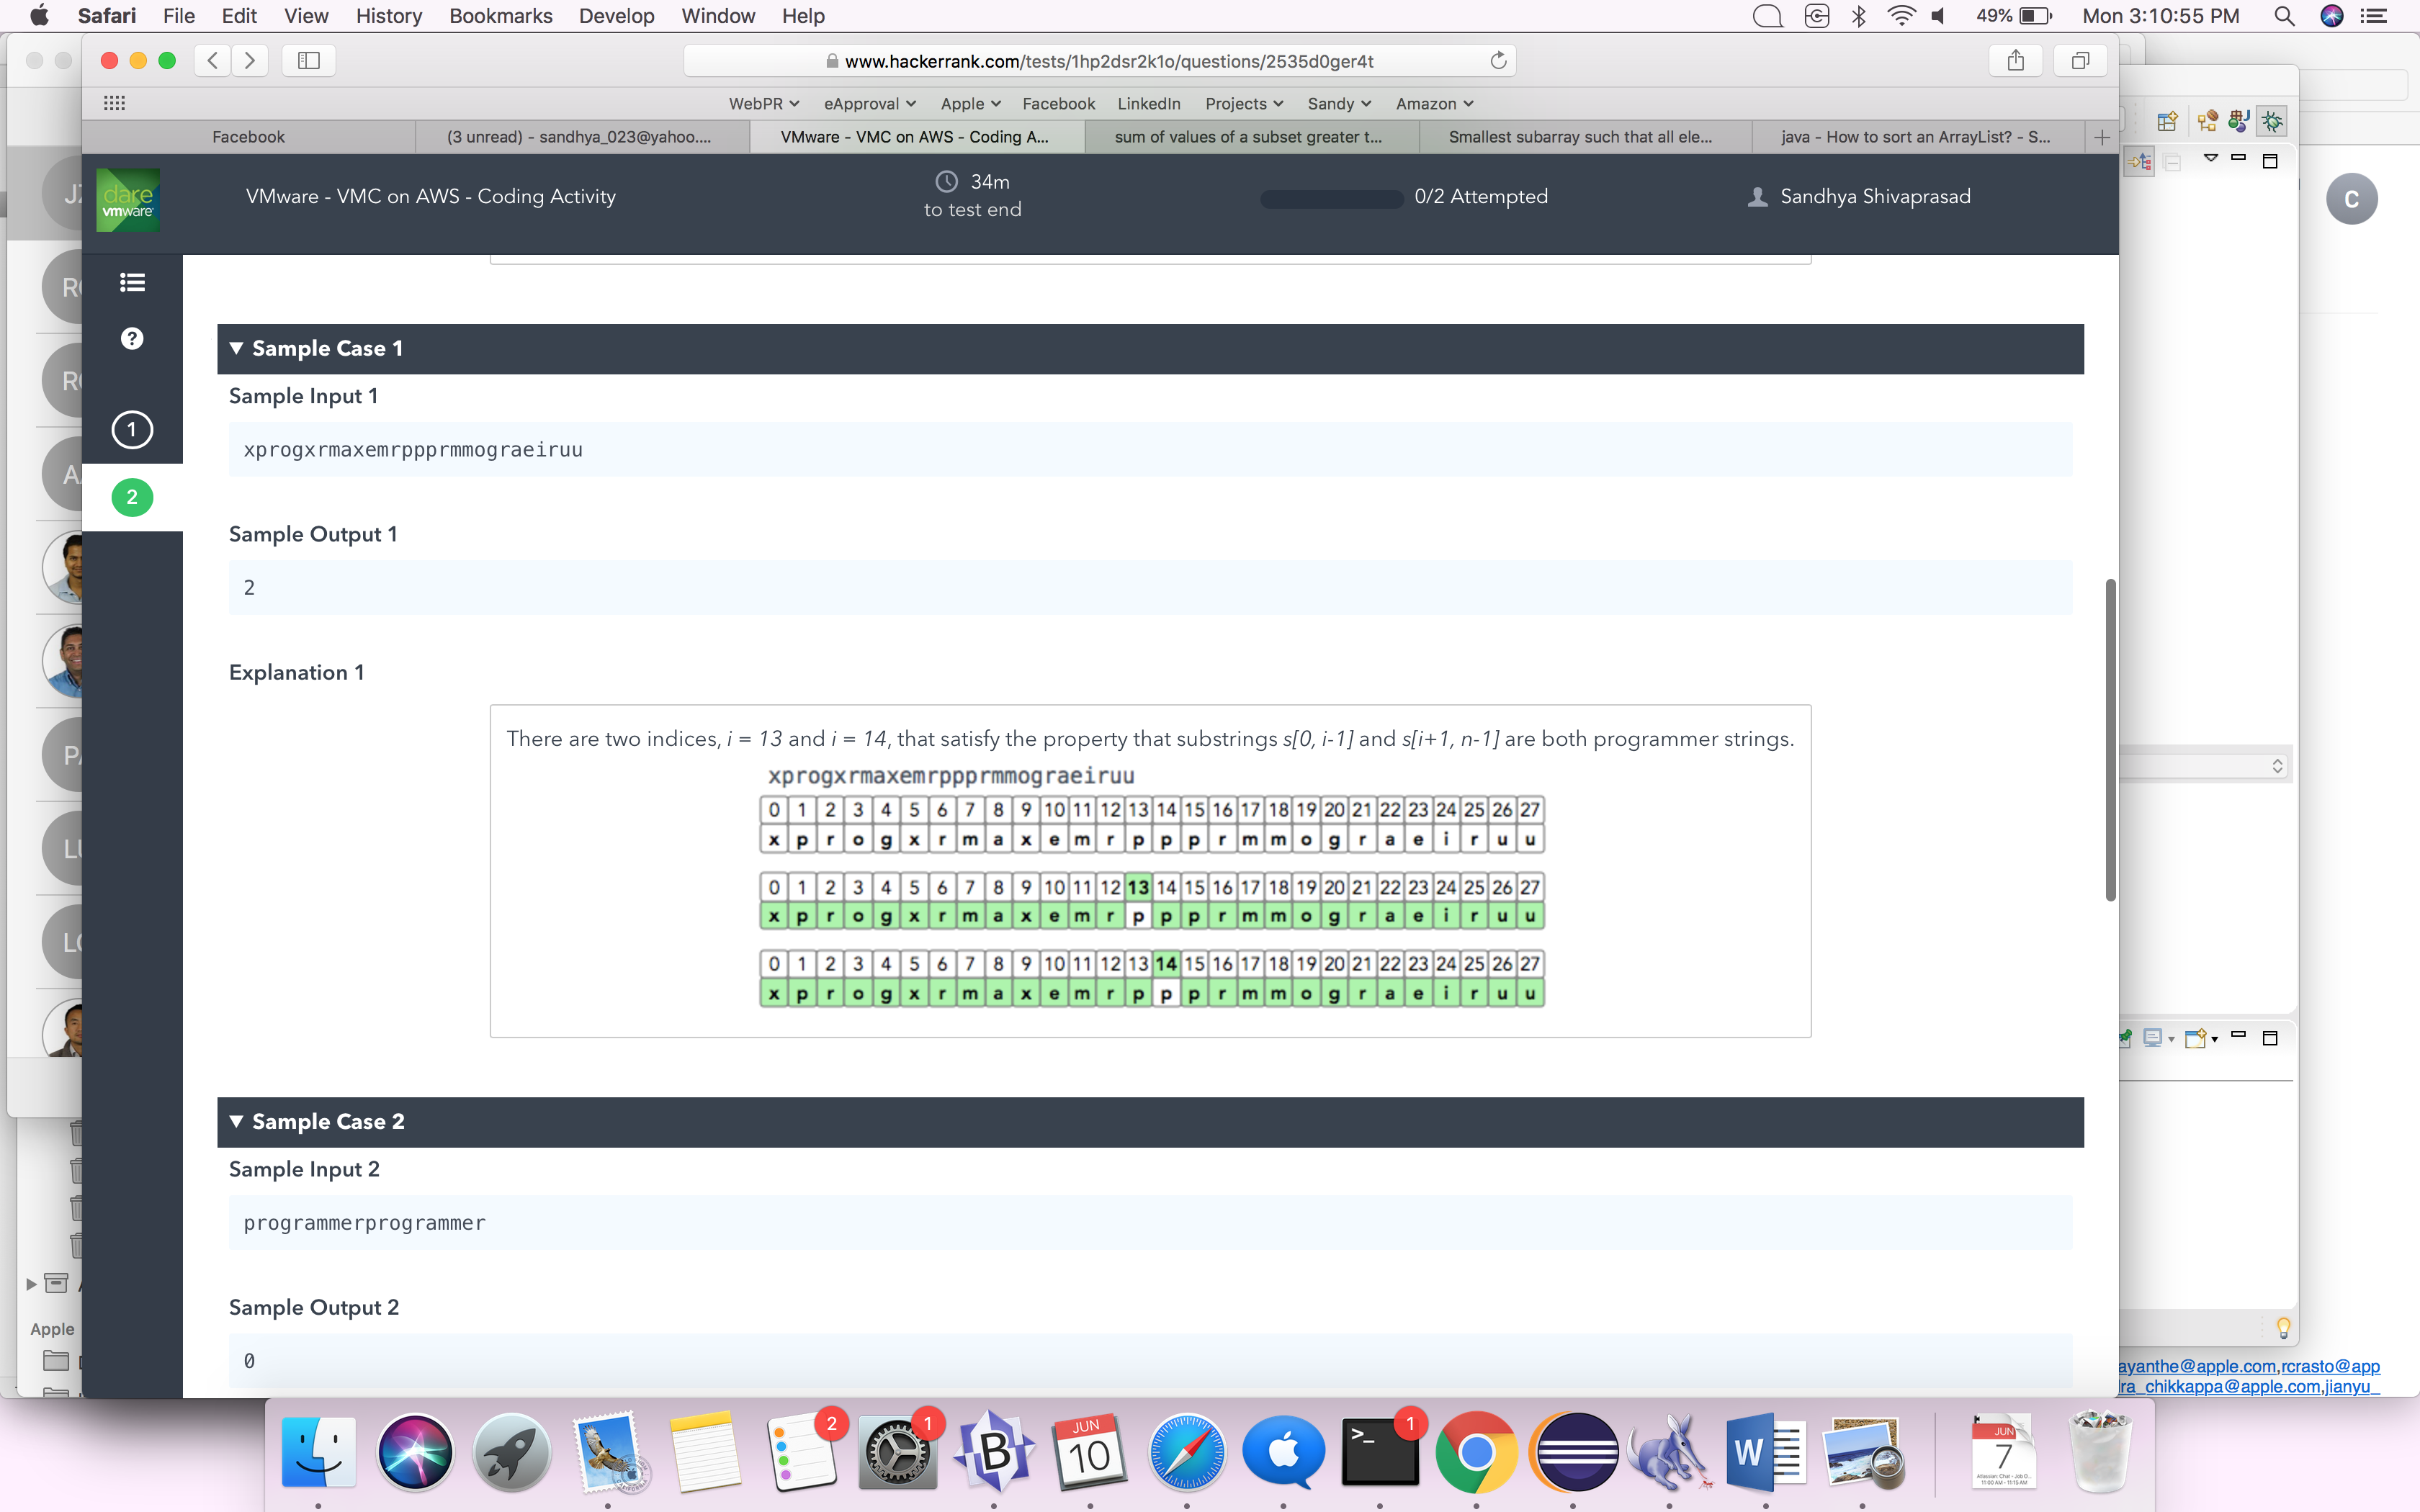 Safari File Edit View History Bookmarks Develop Window Help 49% Mon 3:10:55 PM
www.hackerrank.com/tests/1hp2dsr2k1o/questions/2535d0ger4t
WebPR eApproval Apple Facebook LinkedIn Projects Sandy Amazon
Facebook (3 unread) - sandhya_023@yahoo.... VMware - VMC on AWS - Coding A... sum of values of a subset greater t... Smallest subarray such that all ele... java - How to sort an ArrayList? - S...
dare
vmware
VMware - VMC on AWS - Coding Activity
34m
to test end
0/2 Attempted
Sandhya Shivaprasad
C
?
1
2
Sample Case 1
Sample Input 1
xprogxrmaxemrppprmmograeiruu
Sample Output 1
2
Explanation 1
There are two indices, i = 13 and i = 14, that satisfy the property that substrings s[0, i-1] and s[i+1, n-1] are both programmer strings.
xprogxrmaxemrppprmmograeiruu
0 1 2 3 4 5 6 7 8 9 10 11 12 13 14 15 16 17 18 19 20 21 22 23 24 25 26 27
x p r o g x r m a x e m r p p p r m m o g r a e i r u u
0 1 2 3 4 5 6 7 8 9 10 11 12 13 14 15 16 17 18 19 20 21 22 23 24 25 26 27
x p r o g x r m a x e m r p p p r m m o g r a e i r u u
0 1 2 3 4 5 6 7 8 9 10 11 12 13 14 15 16 17 18 19 20 21 22 23 24 25 26 27
x p r o g x r m a x e m r p p p r m m o g r a e i r u u
Sample Case 2
Sample Input 2
programmerprogrammer
Sample Output 2
0
Apple
ayanthe@apple.com,rcrasto@app
ra_chikkappa@apple.com,jianyu_
2
1
B
JUN
10
>_
1
W
JUN
7